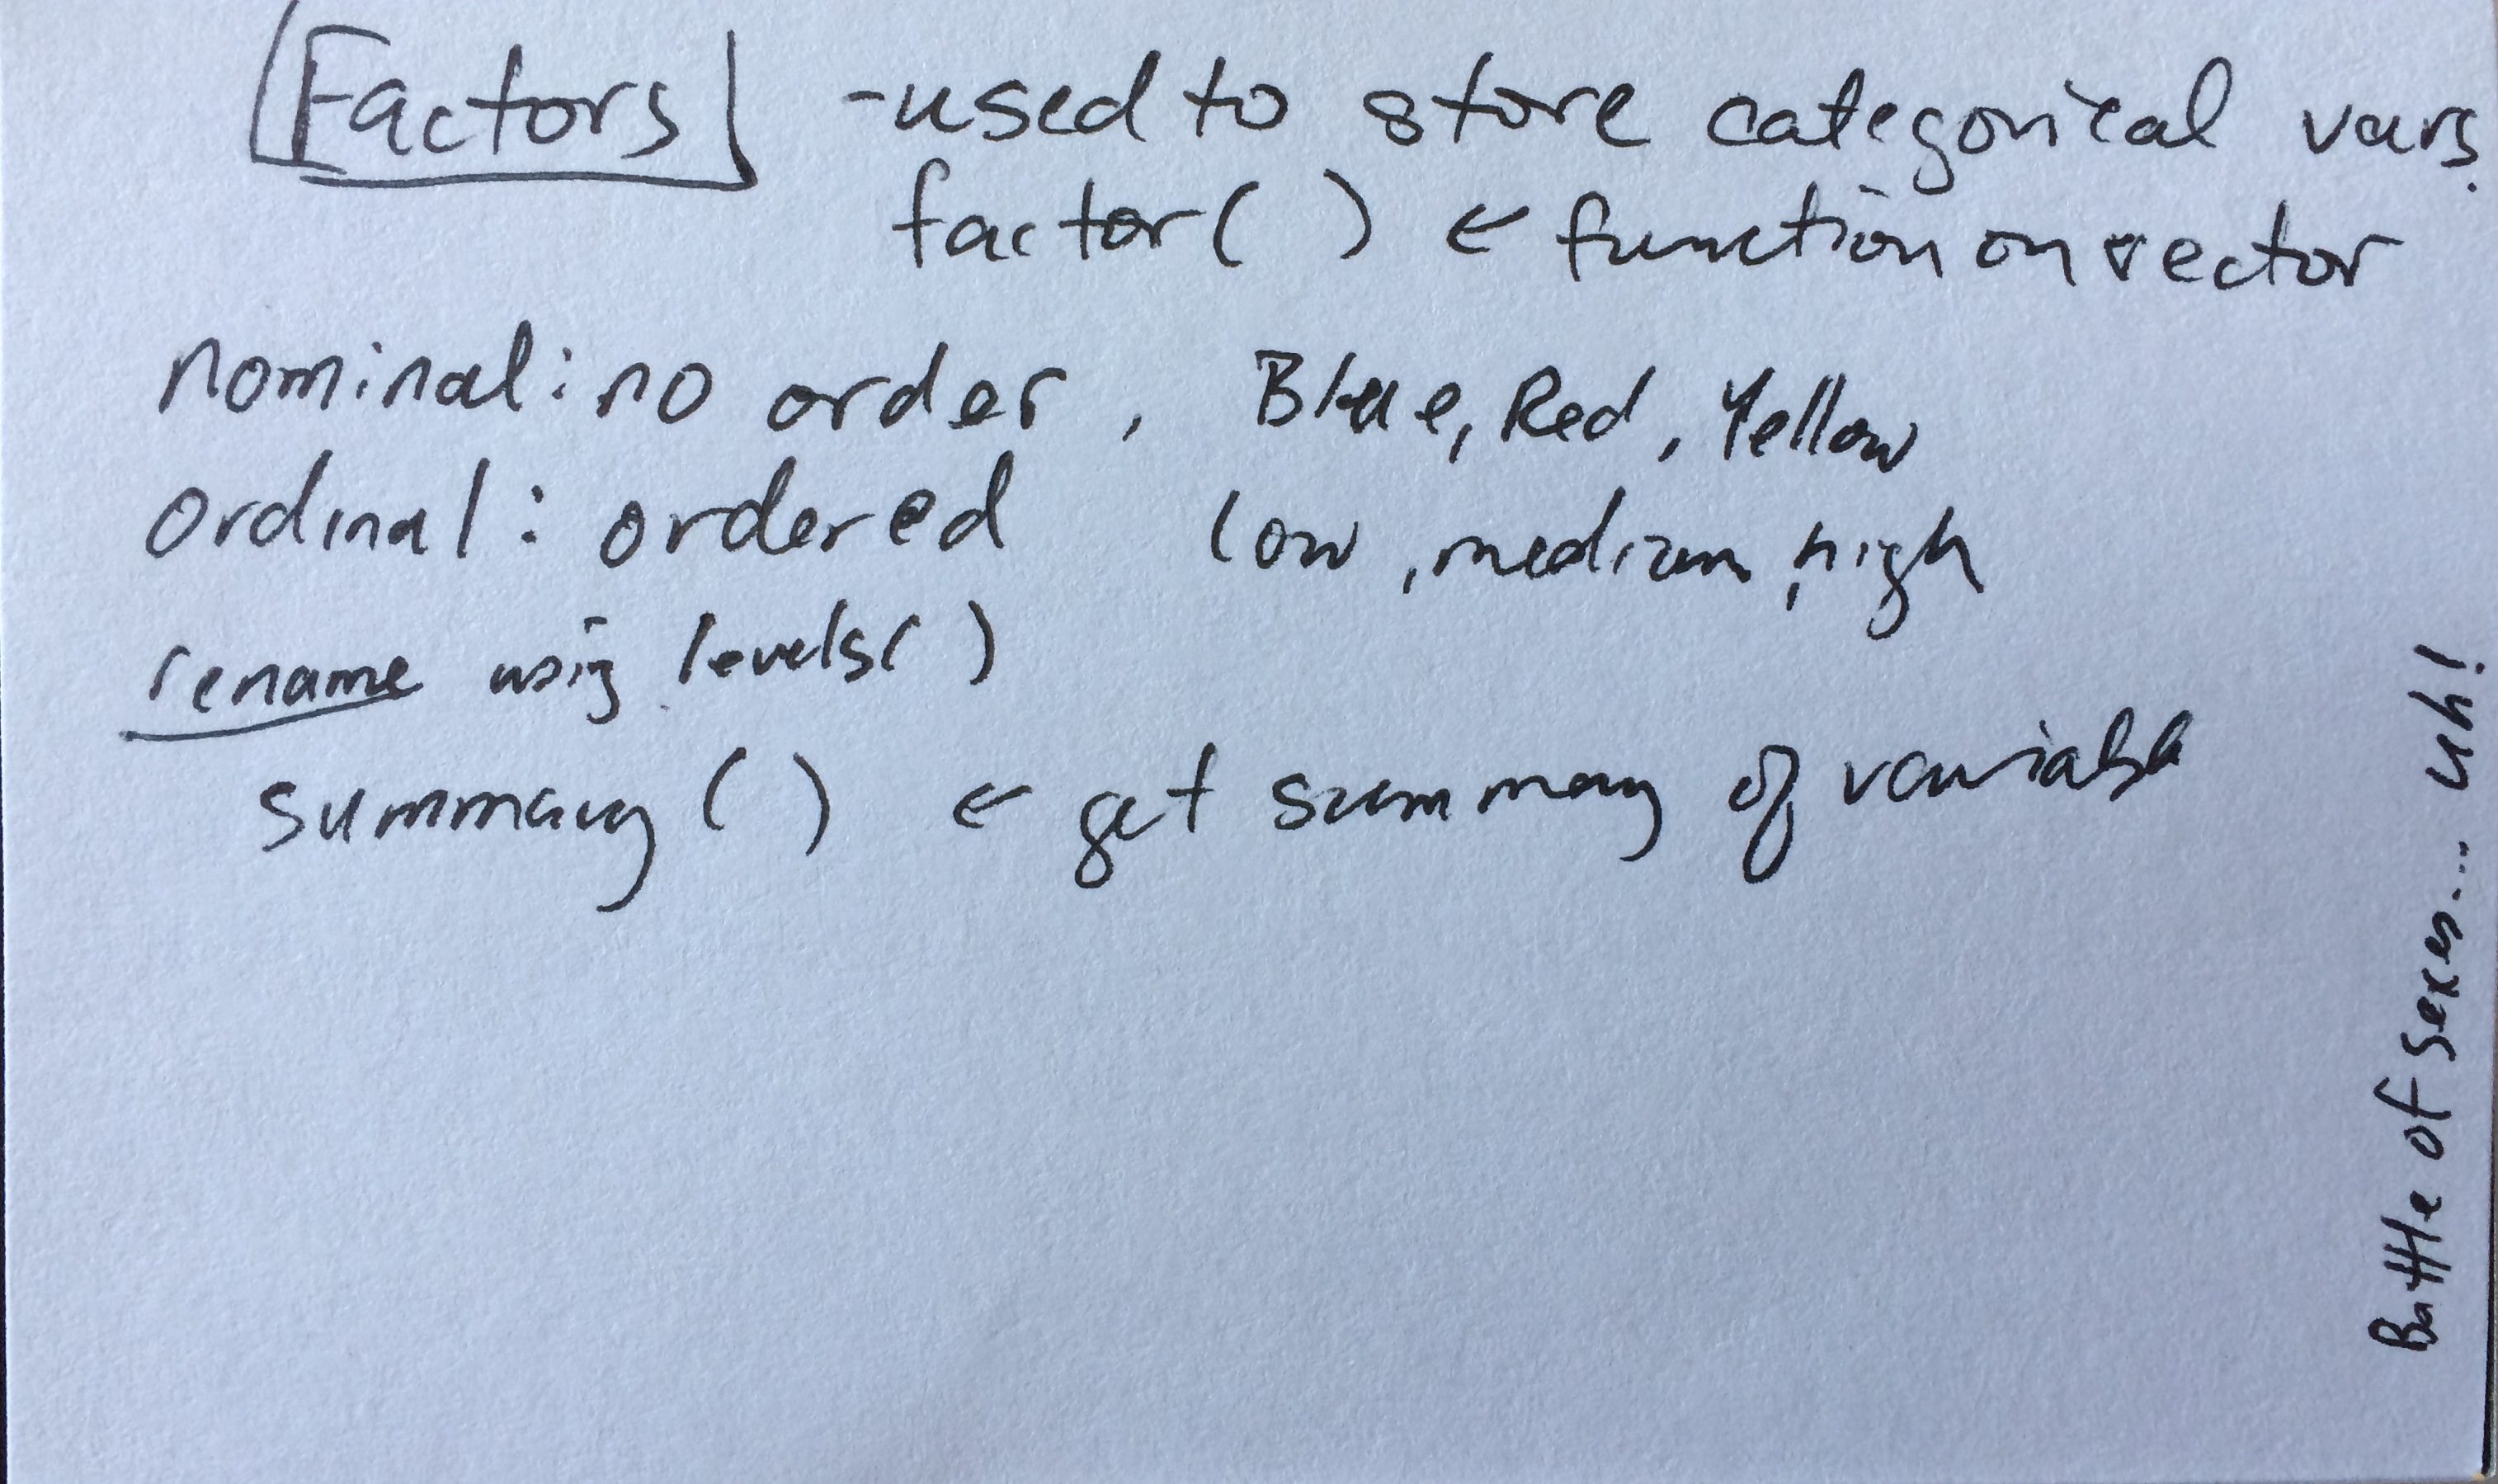 Factors - used to store categorical vars.
factor( ) ← function on vector
nominal: no order, Blue, Red, Yellow
ordinal: ordered low, medium, high
rename using levels( )
summary( ) ← get summary of variable
Battle of sexes... uh!